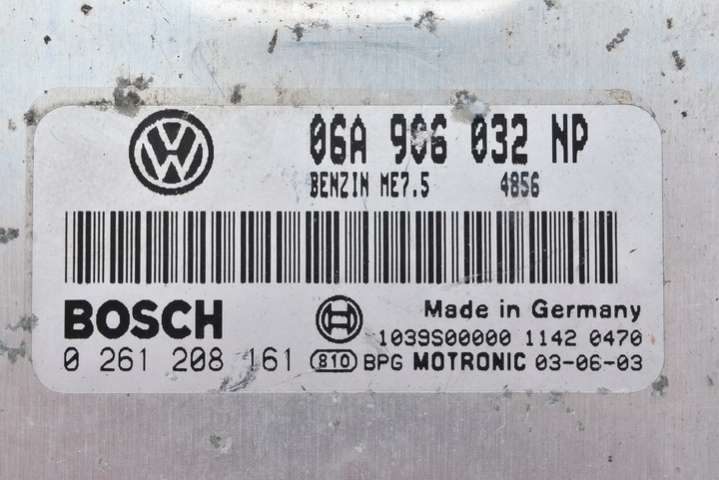 06A 906 032 NP
BENZIN ME7.5 4856
BOSCH
Made in Germany
1039S00000 1142 0470
0 261 208 161 810 BPG MOTRONIC 03-06-03